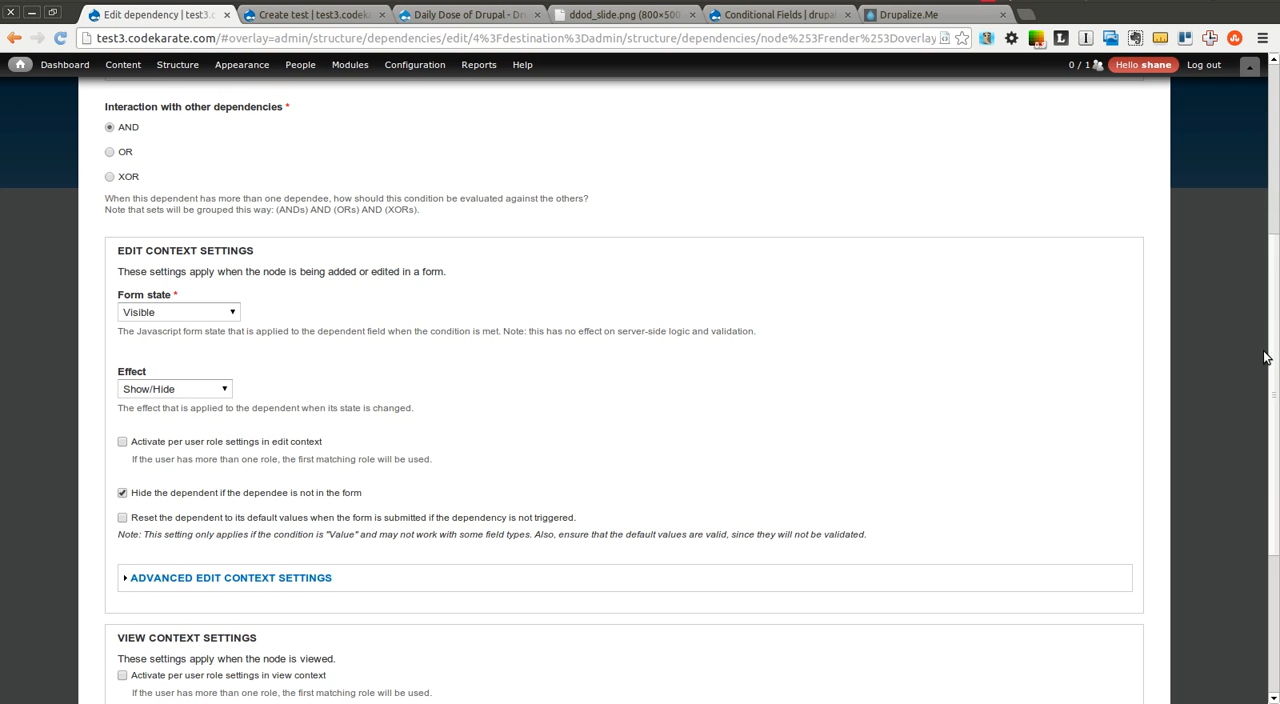 Edit dependency | test3.c
Create test | test3.codek
Daily Dose of Drupal - Dr
ddod_slide.png (800×500
Conditional Fields | drupal
Drupalize.Me
test3.codekarate.com/#overlay=admin/structure/dependencies/edit/4%3Fdestination%3Dadmin/structure/dependencies/node%253Frender%253Doverlay
Dashboard Content Structure Appearance People Modules Configuration Reports Help 0 / 1 Hello shane Log out
Interaction with other dependencies *
AND
OR
XOR
When this dependent has more than one dependee, how should this condition be evaluated against the others?
Note that sets will be grouped this way: (ANDs) AND (ORs) AND (XORs).
EDIT CONTEXT SETTINGS
These settings apply when the node is being added or edited in a form.
Form state *
Visible
The Javascript form state that is applied to the dependent field when the condition is met. Note: this has no effect on server-side logic and validation.
Effect
Show/Hide
The effect that is applied to the dependent when its state is changed.
Activate per user role settings in edit context
If the user has more than one role, the first matching role will be used.
Hide the dependent if the dependee is not in the form
Reset the dependent to its default values when the form is submitted if the dependency is not triggered.
Note: This setting only applies if the condition is "Value" and may not work with some field types. Also, ensure that the default values are valid, since they will not be validated.
ADVANCED EDIT CONTEXT SETTINGS
VIEW CONTEXT SETTINGS
These settings apply when the node is viewed.
Activate per user role settings in view context
If the user has more than one role, the first matching role will be used.